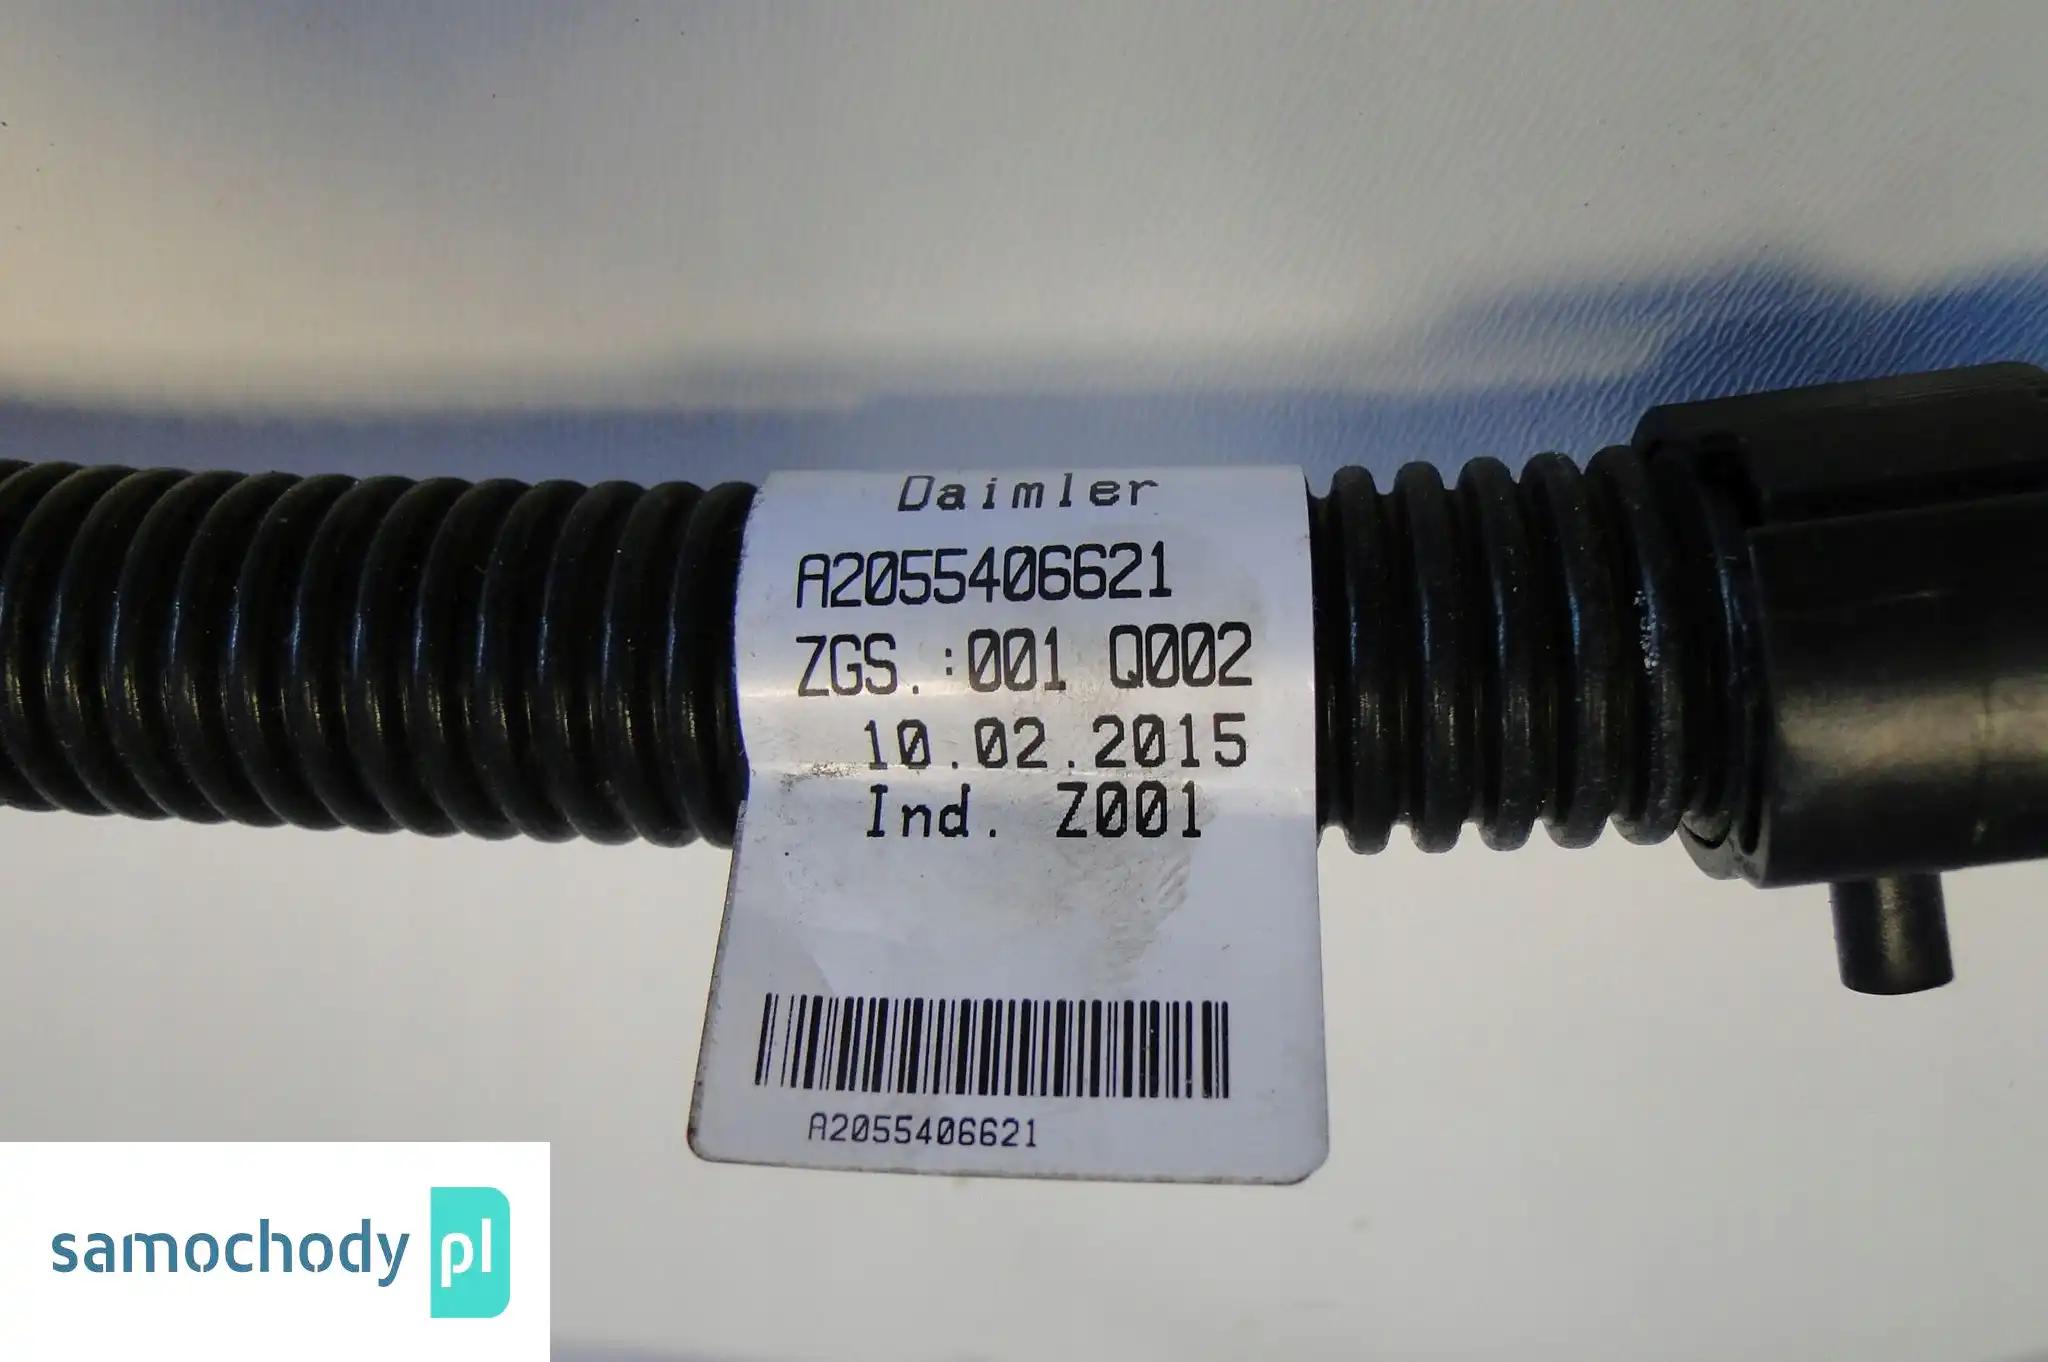 Daimler
A2055406621
ZGS.:001 Q002
10.02.2015
Ind. Z001
A2055406621
samochody pl